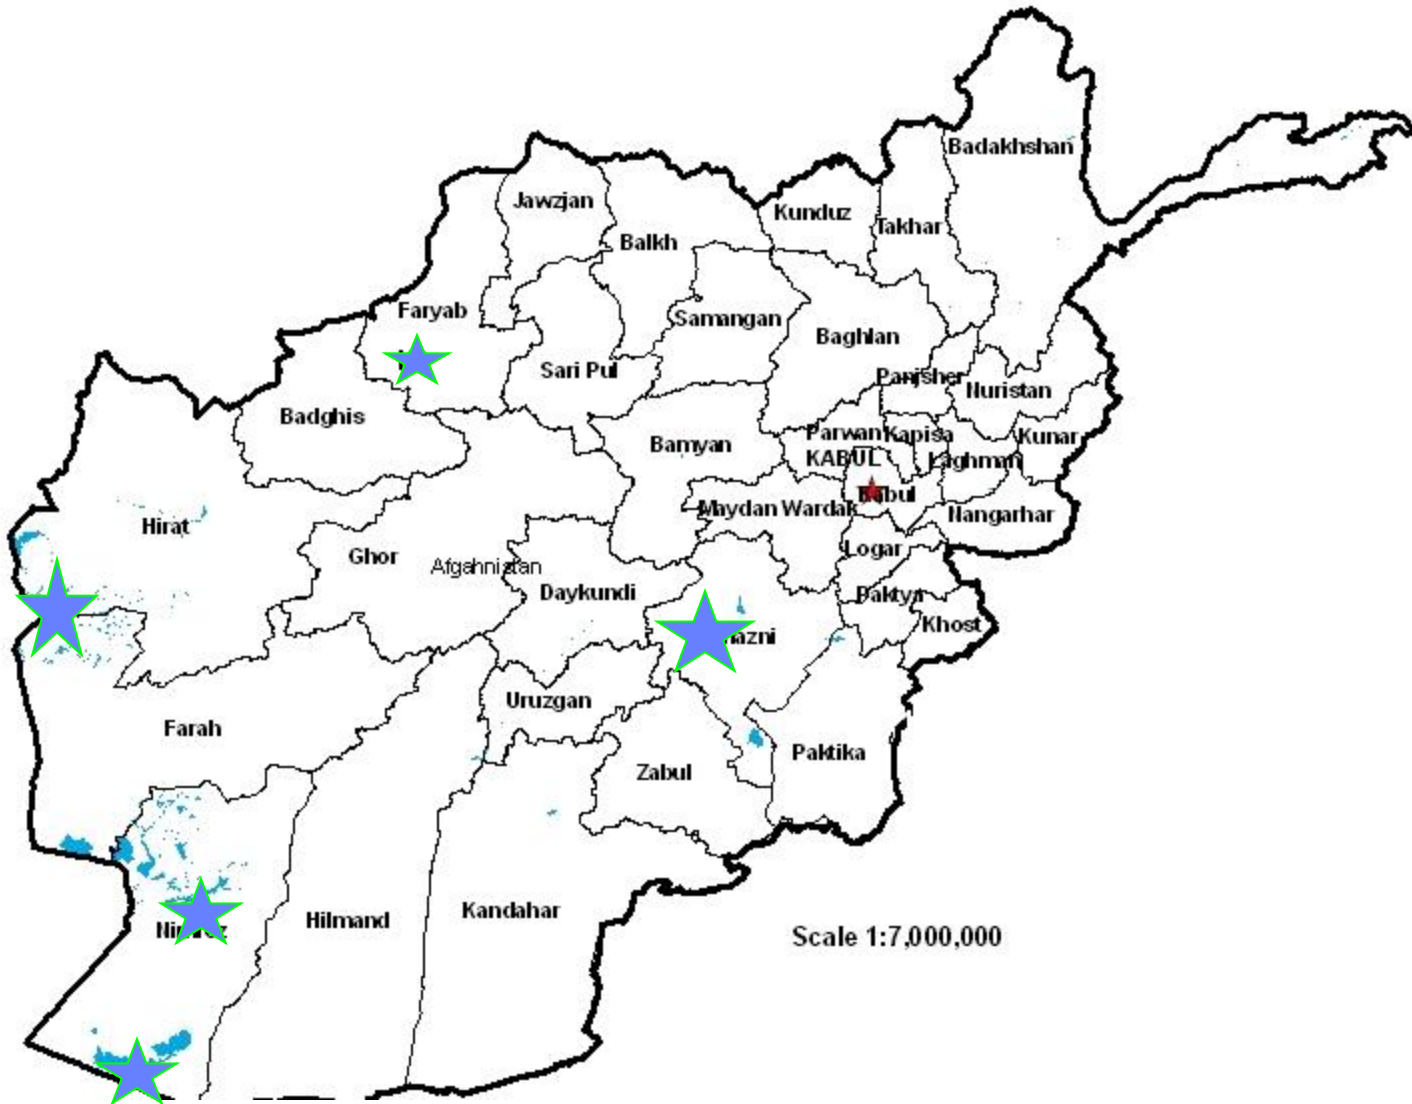 Badakhshan
Jawzjan
Kunduz
Takhar
Balkh
Faryab
Samangan
Baghlan
Sari Pul
Panjsher
Nuristan
Badghis
Parwan
Kapisa
Kunar
Bamyan
KABUL
Laghman
Kabul
Maydan Wardak
Nangarhar
Hirat
Logar
Ghor
Afgahnistan
Daykundi
Paktya
Khost
Uruzgan
Farah
Paktika
Zabul
Hilmand
Kandahar
Scale 1:7,000,000